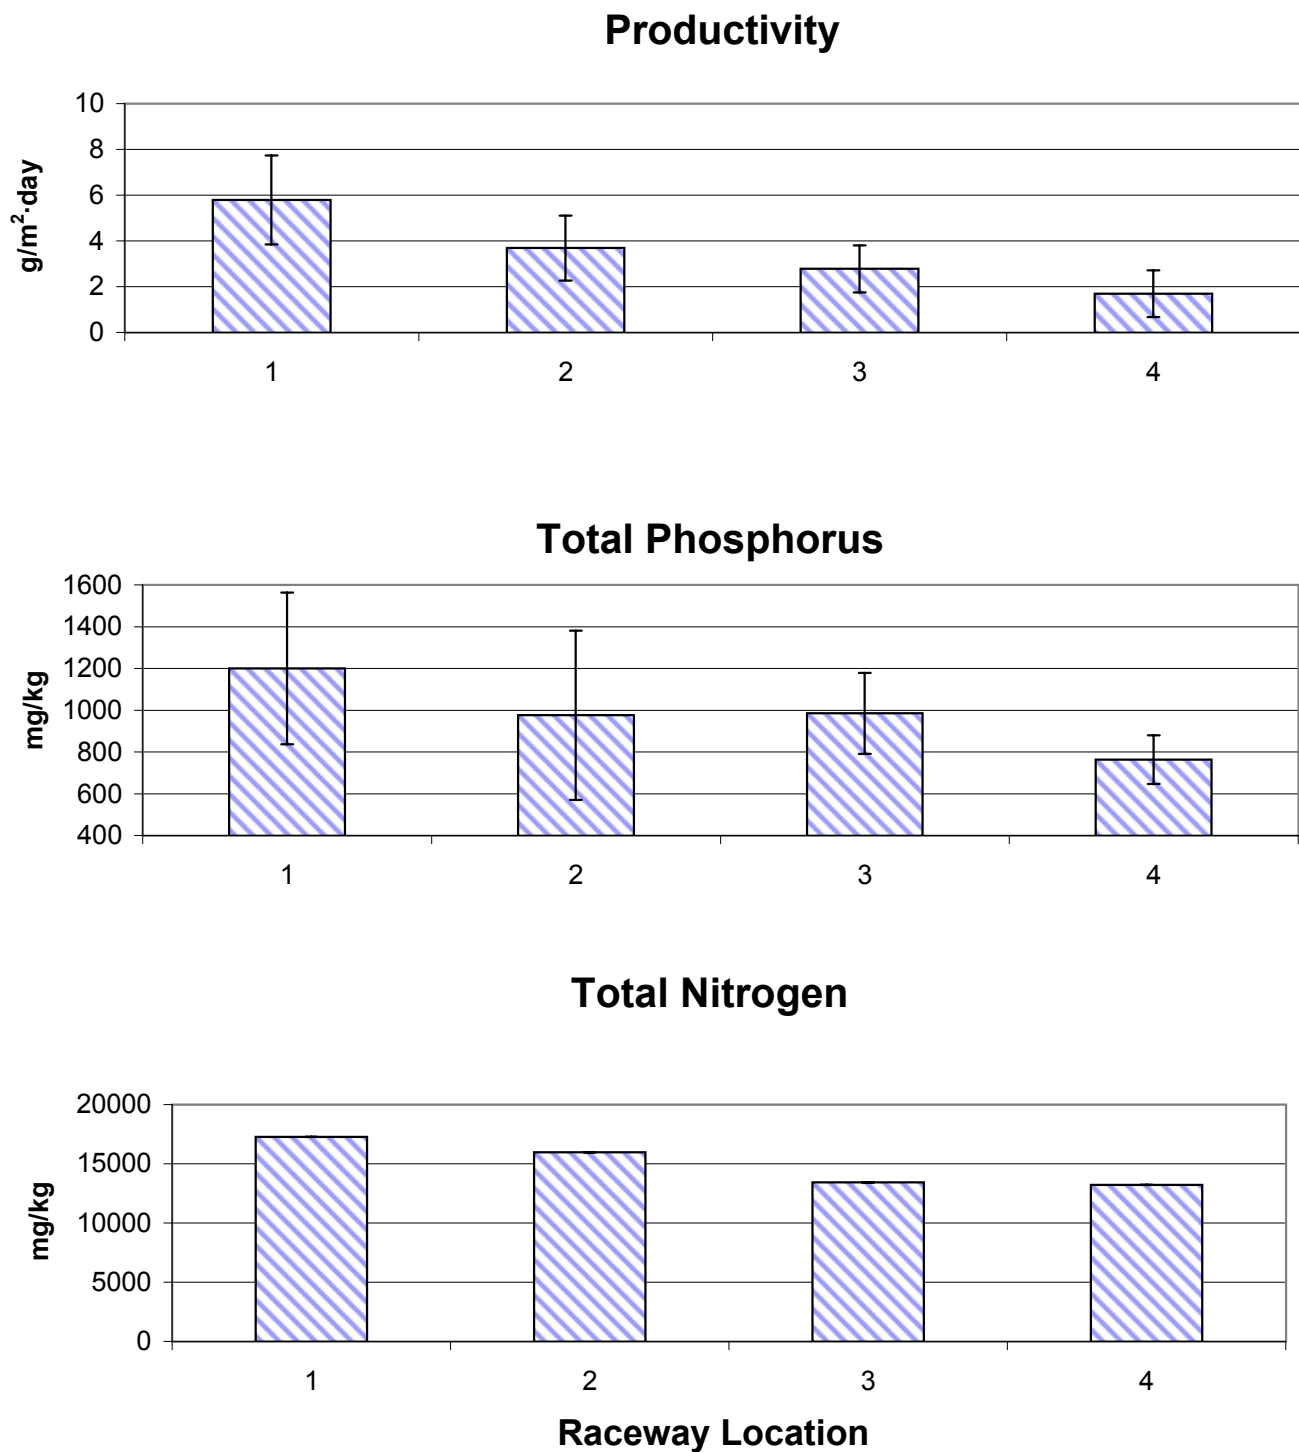 Productivity
10
8
6
4
2
0
g/m²·day
1 2 3 4
Total Phosphorus
1600
1400
1200
1000
800
600
400
mg/kg
1 2 3 4
Total Nitrogen
20000
15000
10000
5000
0
mg/kg
1 2 3 4
Raceway Location